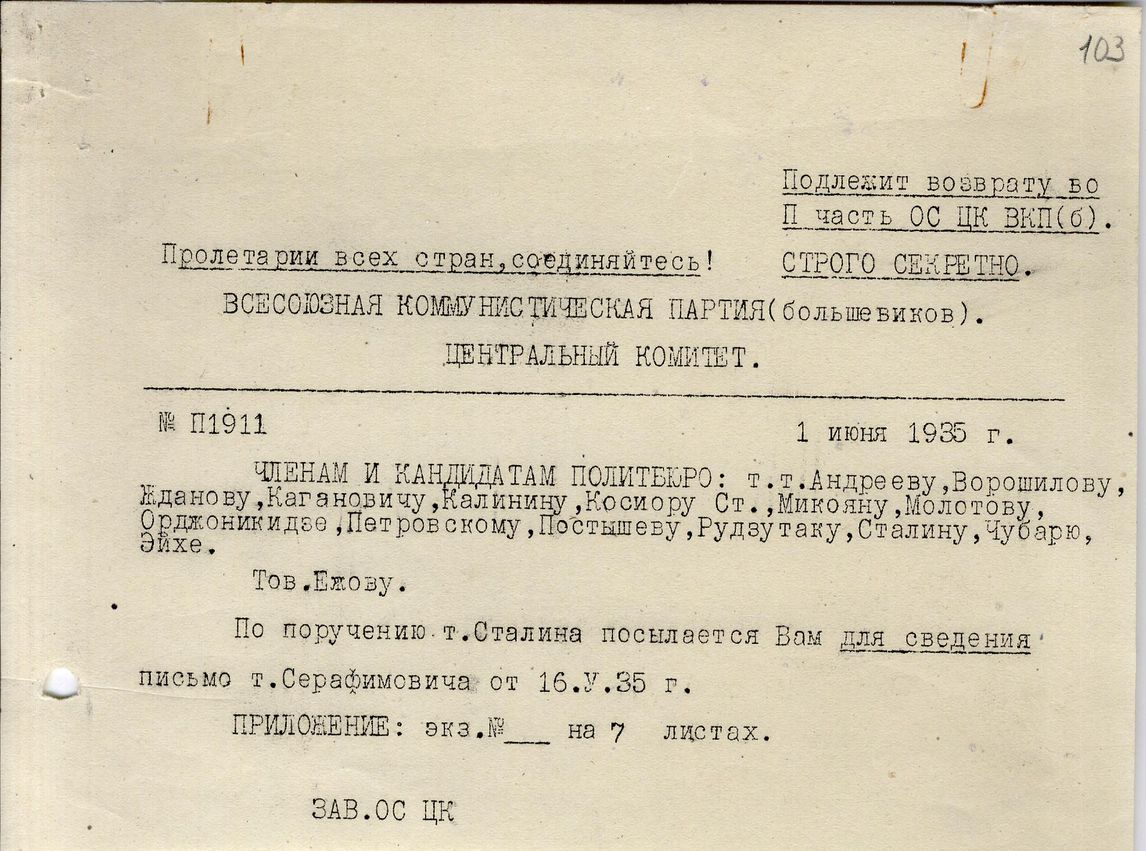 103
Подлежит возврату во
П часть ОС ЦК ВКП(б).
Пролетарии всех стран,соединяйтесь!
СТРОГО СЕКРЕТНО.
ВСЕСОЮЗНАЯ КОММУНИСТИЧЕСКАЯ ПАРТИЯ(большевиков).
ЦЕНТРАЛЬНЫЙ КОМИТЕТ.
№ П1911
1 июня 1935 г.
ЧЛЕНАМ И КАНДИДАТАМ ПОЛИТБЮРО: т.т.Андрееву,Ворошилову,
Жданову,Кагановичу,Калинину,Косиору Ст.,Микояну,Молотову,
Орджоникидзе,Петровскому,Постышеву,Рудзутаку,Сталину,Чубарю,
Эйхе.
Тов.Ежову.
По поручению т.Сталина посылается Вам для сведения
письмо т.Серафимовича от 16.У.35 г.
ПРИЛОЖЕНИЕ: экз.№___ на 7 листах.
ЗАВ.ОС ЦК